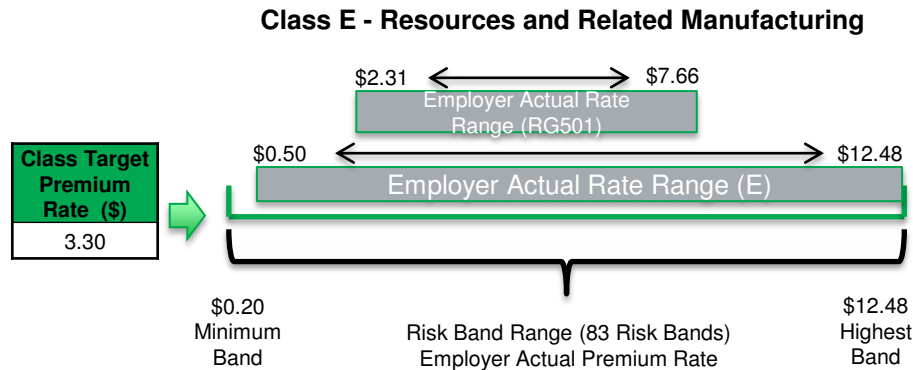 Class E - Resources and Related Manufacturing
$2.31
$7.66
Employer Actual Rate
Range (RG501)
$0.50
$12.48
Employer Actual Rate Range (E)
Class Target
Premium
Rate ($)
3.30
$0.20
Minimum
Band
Risk Band Range (83 Risk Bands)
Employer Actual Premium Rate
$12.48
Highest
Band